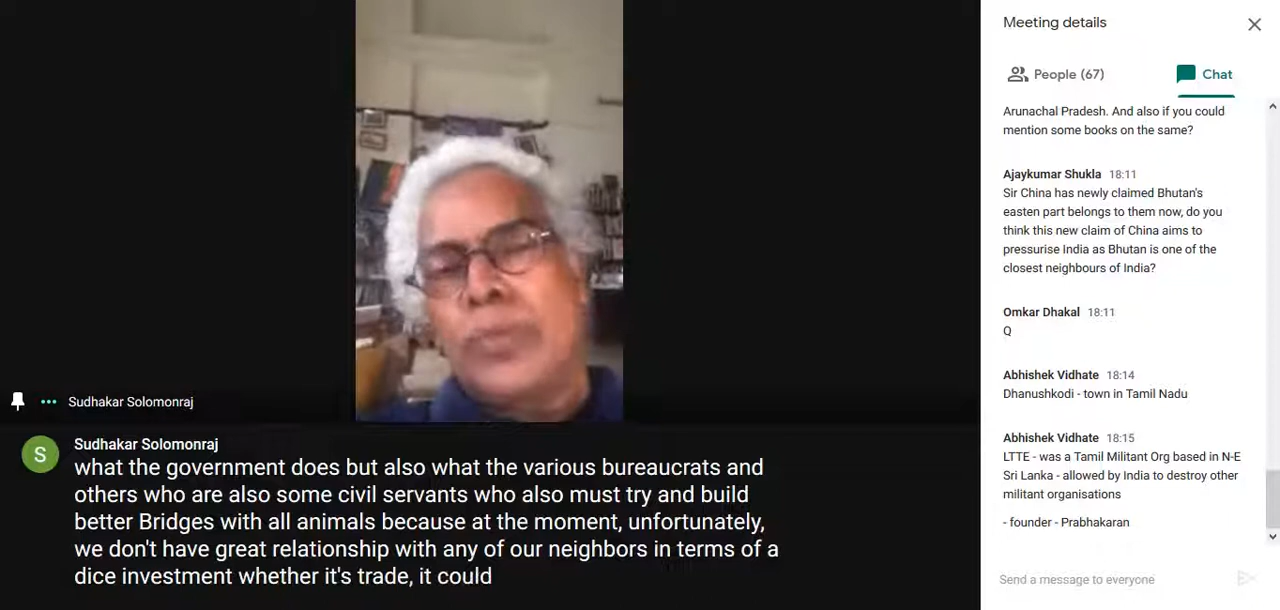 Meeting details
People (67)
Chat
Arunachal Pradesh. And also if you could
mention some books on the same?
Ajaykumar Shukla 18:11
Sir China has newly claimed Bhutan's
easten part belongs to them now, do you
think this new claim of China aims to
pressurise India as Bhutan is one of the
closest neighbours of India?
Omkar Dhakal 18:11
Q
Abhishek Vidhate 18:14
Dhanushkodi - town in Tamil Nadu
Abhishek Vidhate 18:15
LTTE - was a Tamil Militant Org based in N-E
Sri Lanka - allowed by India to destroy other
militant organisations
- founder - Prabhakaran
Send a message to everyone
Sudhakar Solomonraj
S
Sudhakar Solomonraj
what the government does but also what the various bureaucrats and
others who are also some civil servants who also must try and build
better Bridges with all animals because at the moment, unfortunately,
we don't have great relationship with any of our neighbors in terms of a
dice investment whether it's trade, it could